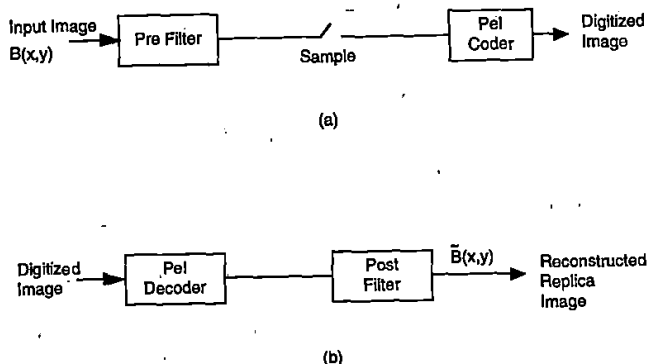 Input Image
B(x,y)
Pre Filter
Sample
Pel
Coder
Digitized
Image
(a)
Digitized
Image
Pel
Decoder
Post
Filter
B̃(x,y)
Reconstructed
Replica
Image
(b)